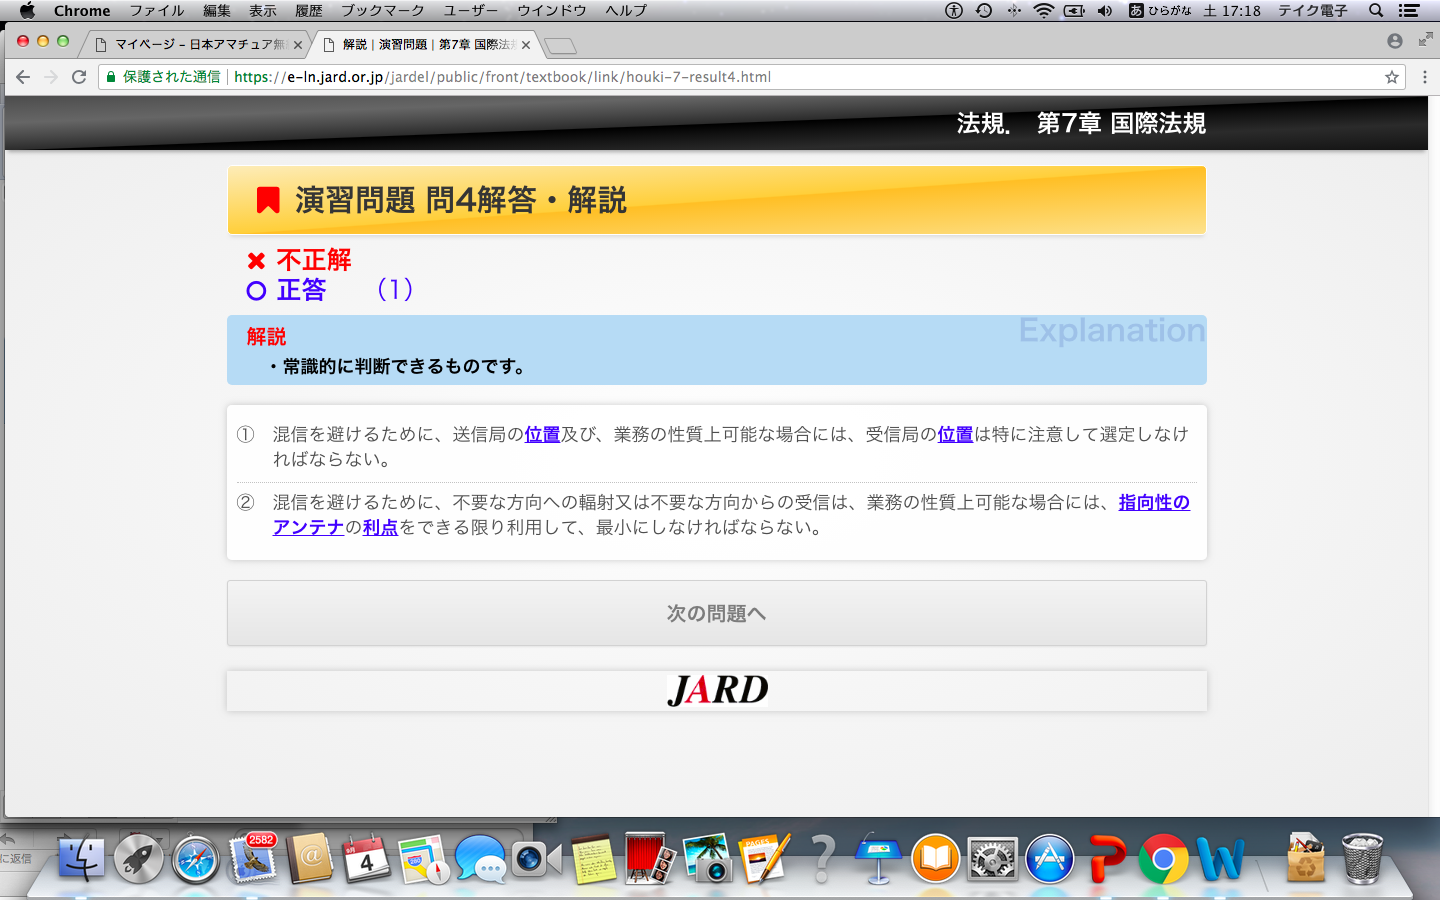 Chrome ファイル 編集 表示 履歴 ブックマーク ユーザー ウインドウ ヘルプ
あ ひらがな 土 17:18 テイク電子
マイページ - 日本アマチュア無
解説 | 演習問題 | 第7章 国際法
保護された通信 https://e-ln.jard.or.jp/jardel/public/front/textbook/link/houki-7-result4.html
法規. 第7章 国際法規
演習問題 問4解答・解説
不正解
正答 (1)
Explanation
解説
・常識的に判断できるものです。
① 混信を避けるために、送信局の位置及び、業務の性質上可能な場合には、受信局の位置は特に注意して選定しなけ
ればならない。
② 混信を避けるために、不要な方向への輻射又は不要な方向からの受信は、業務の性質上可能な場合には、指向性の
アンテナの利点をできる限り利用して、最小にしなければならない。
次の問題へ
JARD
に返信
2582
4
280
PAGES